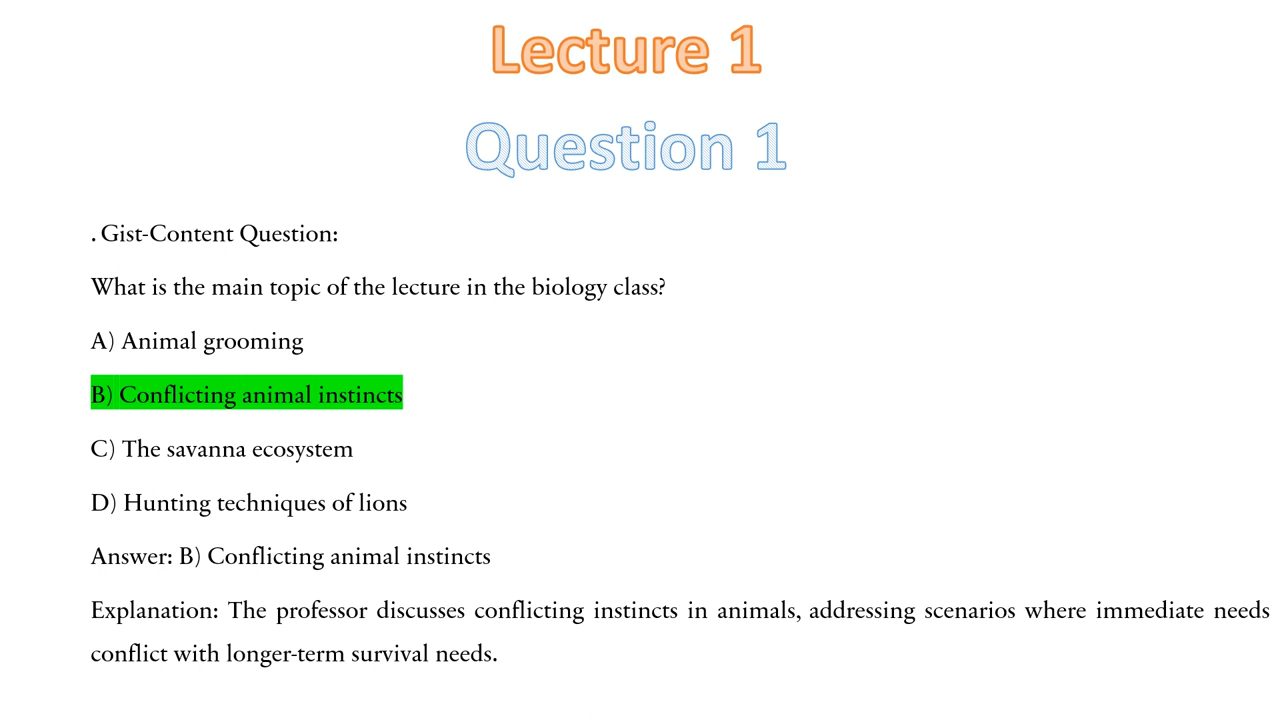 Lecture 1
Question 1
. Gist-Content Question:
What is the main topic of the lecture in the biology class?
A) Animal grooming
B) Conflicting animal instincts
C) The savanna ecosystem
D) Hunting techniques of lions
Answer: B) Conflicting animal instincts
Explanation: The professor discusses conflicting instincts in animals, addressing scenarios where immediate needs
conflict with longer-term survival needs.